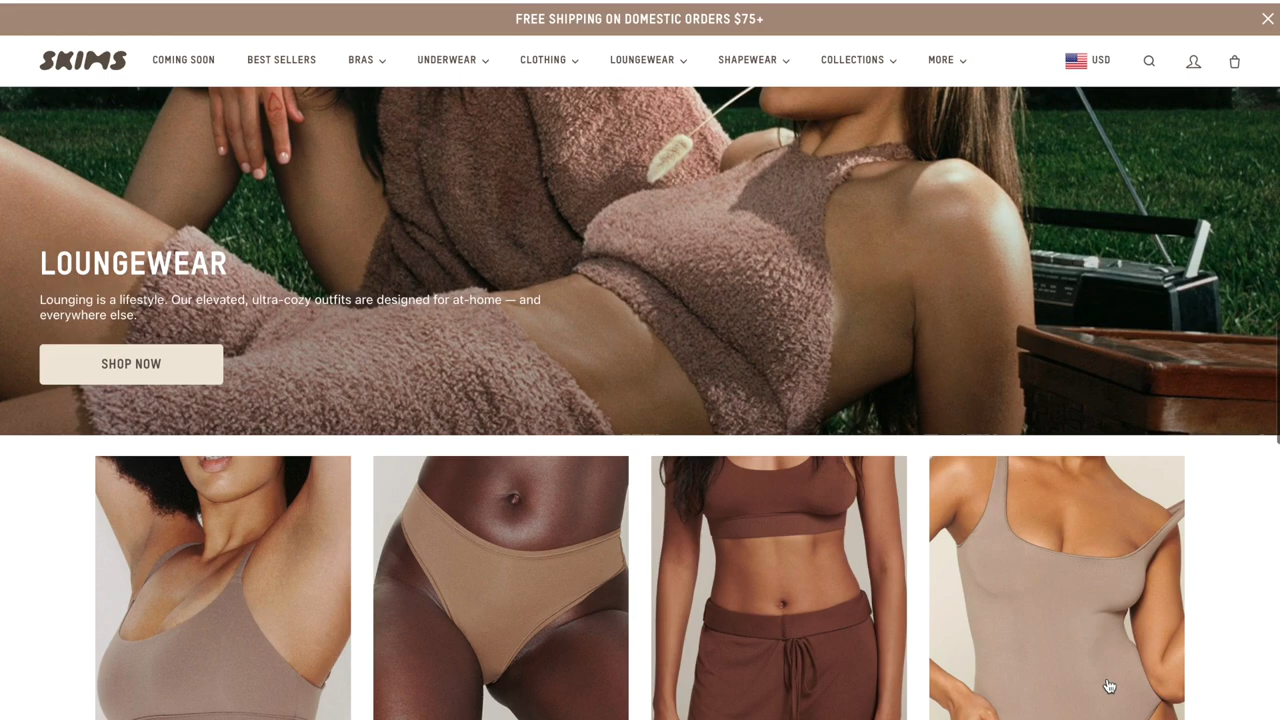 FREE SHIPPING ON DOMESTIC ORDERS $75+
SKIMS
COMING SOON
BEST SELLERS
BRAS
UNDERWEAR
CLOTHING
LOUNGEWEAR
SHAPEWEAR
COLLECTIONS
MORE
USD
LOUNGEWEAR
Lounging is a lifestyle. Our elevated, ultra-cozy outfits are designed for at-home — and
everywhere else.
SHOP NOW